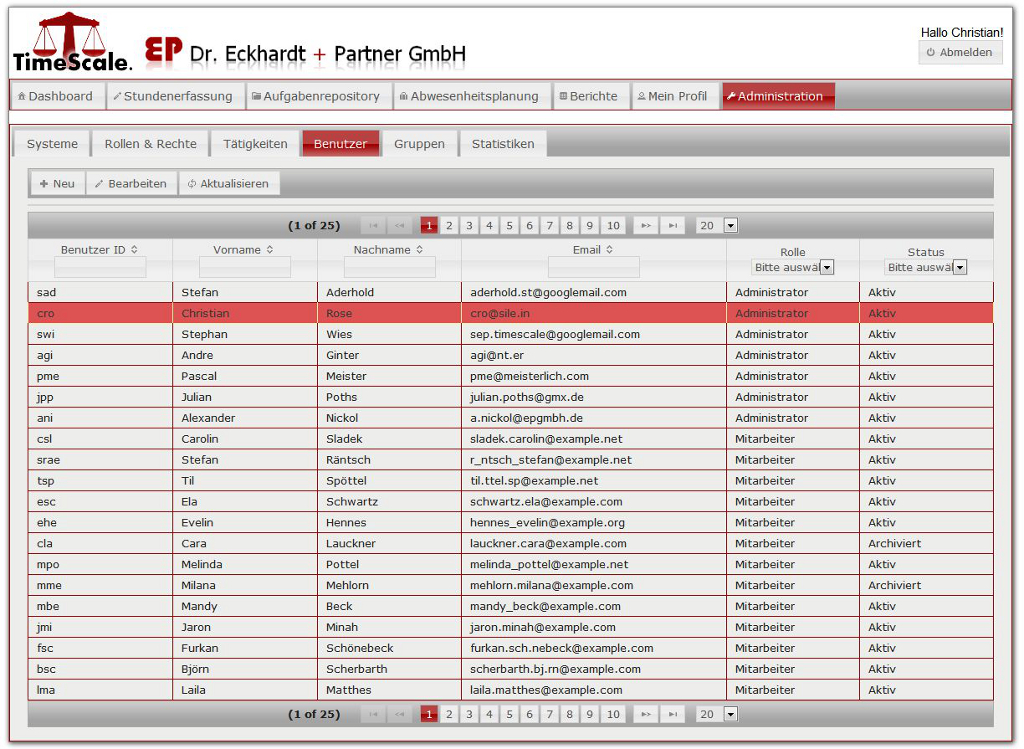 Hallo Christian!
TimeScale. EP Dr. Eckhardt + Partner GmbH
Abmelden
Dashboard Stundenerfassung Aufgabenrepository Abwesenheitsplanung Berichte Mein Profil Administration
Systeme Rollen & Rechte Tätigkeiten Benutzer Gruppen Statistiken
Neu Bearbeiten Aktualisieren
(1 of 25) 1 2 3 4 5 6 7 8 9 10 20
Benutzer ID Vorname Nachname Email Rolle Status
Bitte auswäl Bitte auswäl
sad Stefan Aderhold aderhold.st@googlemail.com Administrator Aktiv
cro Christian Rose cro@sile.in Administrator Aktiv
swi Stephan Wies sep.timescale@googlemail.com Administrator Aktiv
agi Andre Ginter agi@nt.er Administrator Aktiv
pme Pascal Meister pme@meisterlich.com Administrator Aktiv
jpp Julian Poths julian.poths@gmx.de Administrator Aktiv
ani Alexander Nickol a.nickol@epgmbh.de Administrator Aktiv
csl Carolin Sladek sladek.carolin@example.net Mitarbeiter Aktiv
srae Stefan Räntsch r_ntsch_stefan@example.net Mitarbeiter Aktiv
tsp Til Spöttel til.ttel.sp@example.net Mitarbeiter Aktiv
esc Ela Schwartz schwartz.ela@example.com Mitarbeiter Aktiv
ehe Evelin Hennes hennes_evelin@example.org Mitarbeiter Aktiv
cla Cara Lauckner lauckner.cara@example.com Mitarbeiter Archiviert
mpo Melinda Pottel melinda_pottel@example.net Mitarbeiter Aktiv
mme Milana Mehlorn mehlorn.milana@example.com Mitarbeiter Archiviert
mbe Mandy Beck mandy_beck@example.com Mitarbeiter Aktiv
jmi Jaron Minah jaron.minah@example.com Mitarbeiter Aktiv
fsc Furkan Schönebeck furkan.sch.nebeck@example.com Mitarbeiter Aktiv
bsc Björn Scherbarth scherbarth.bj.rn@example.com Mitarbeiter Aktiv
lma Laila Matthes laila.matthes@example.com Mitarbeiter Aktiv
(1 of 25) 1 2 3 4 5 6 7 8 9 10 20